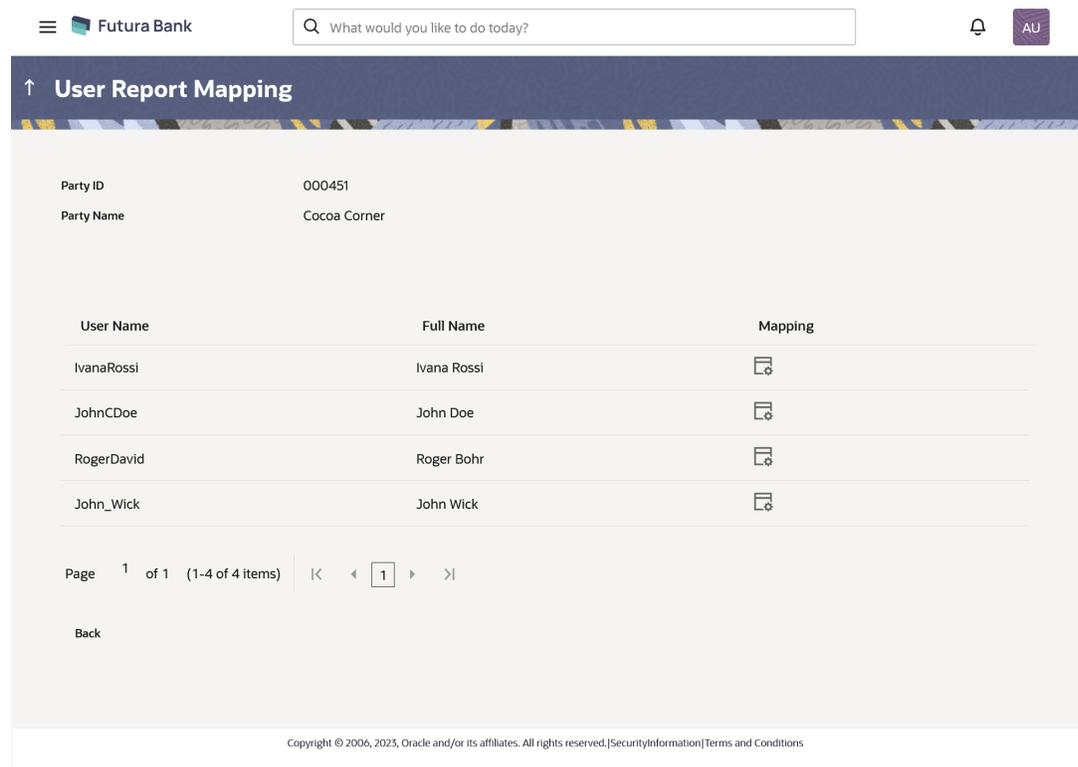 Futura Bank
What would you like to do today?
AU
User Report Mapping
Party ID 000451
Party Name Cocoa Corner
User Name Full Name Mapping
IvanaRossi Ivana Rossi
JohnCDoe John Doe
RogerDavid Roger Bohr
John_Wick John Wick
Page 1 of 1 (1-4 of 4 items) 1
Back
Copyright © 2006, 2023, Oracle and/or its affiliates. All rights reserved.|SecurityInformation|Terms and Conditions